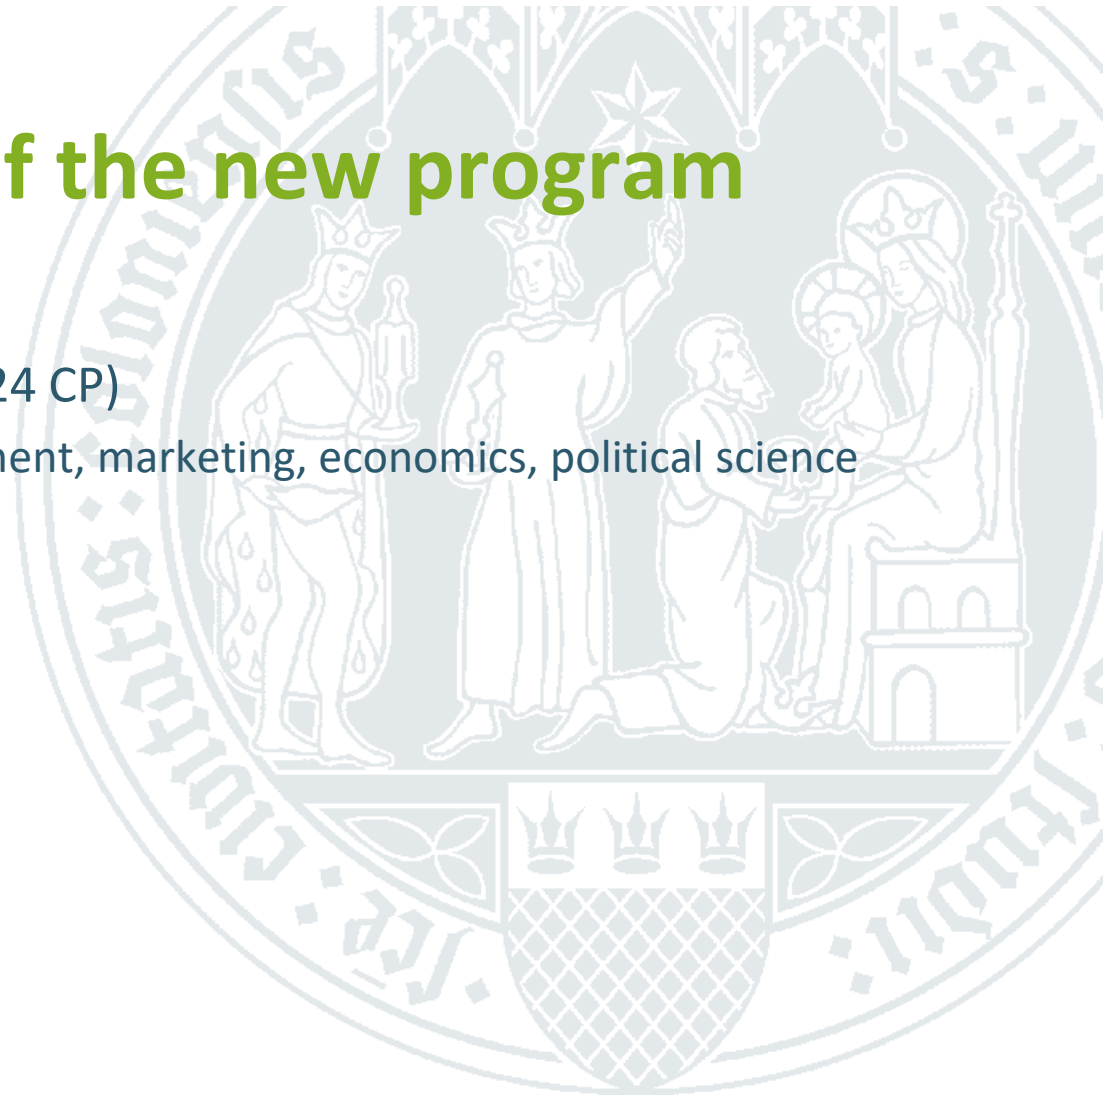 f the new program
24 CP)
nent, marketing, economics, political science